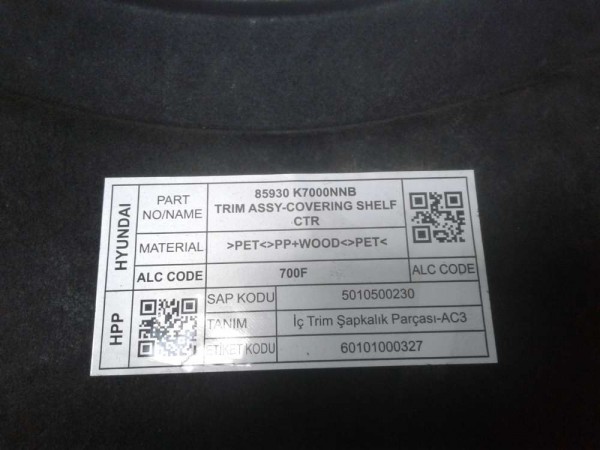 HYUNDAI
PART NO/NAME
85930 K7000NNB
TRIM ASSY-COVERING SHELF
CTR
MATERIAL
>PET<>PP+WOOD<>PET<
ALC CODE
700F
ALC CODE
HPP
SAP KODU
5010500230
TANIM
İç Trim Şapkalık Parçası-AC3
ETİKET KODU
60101000327